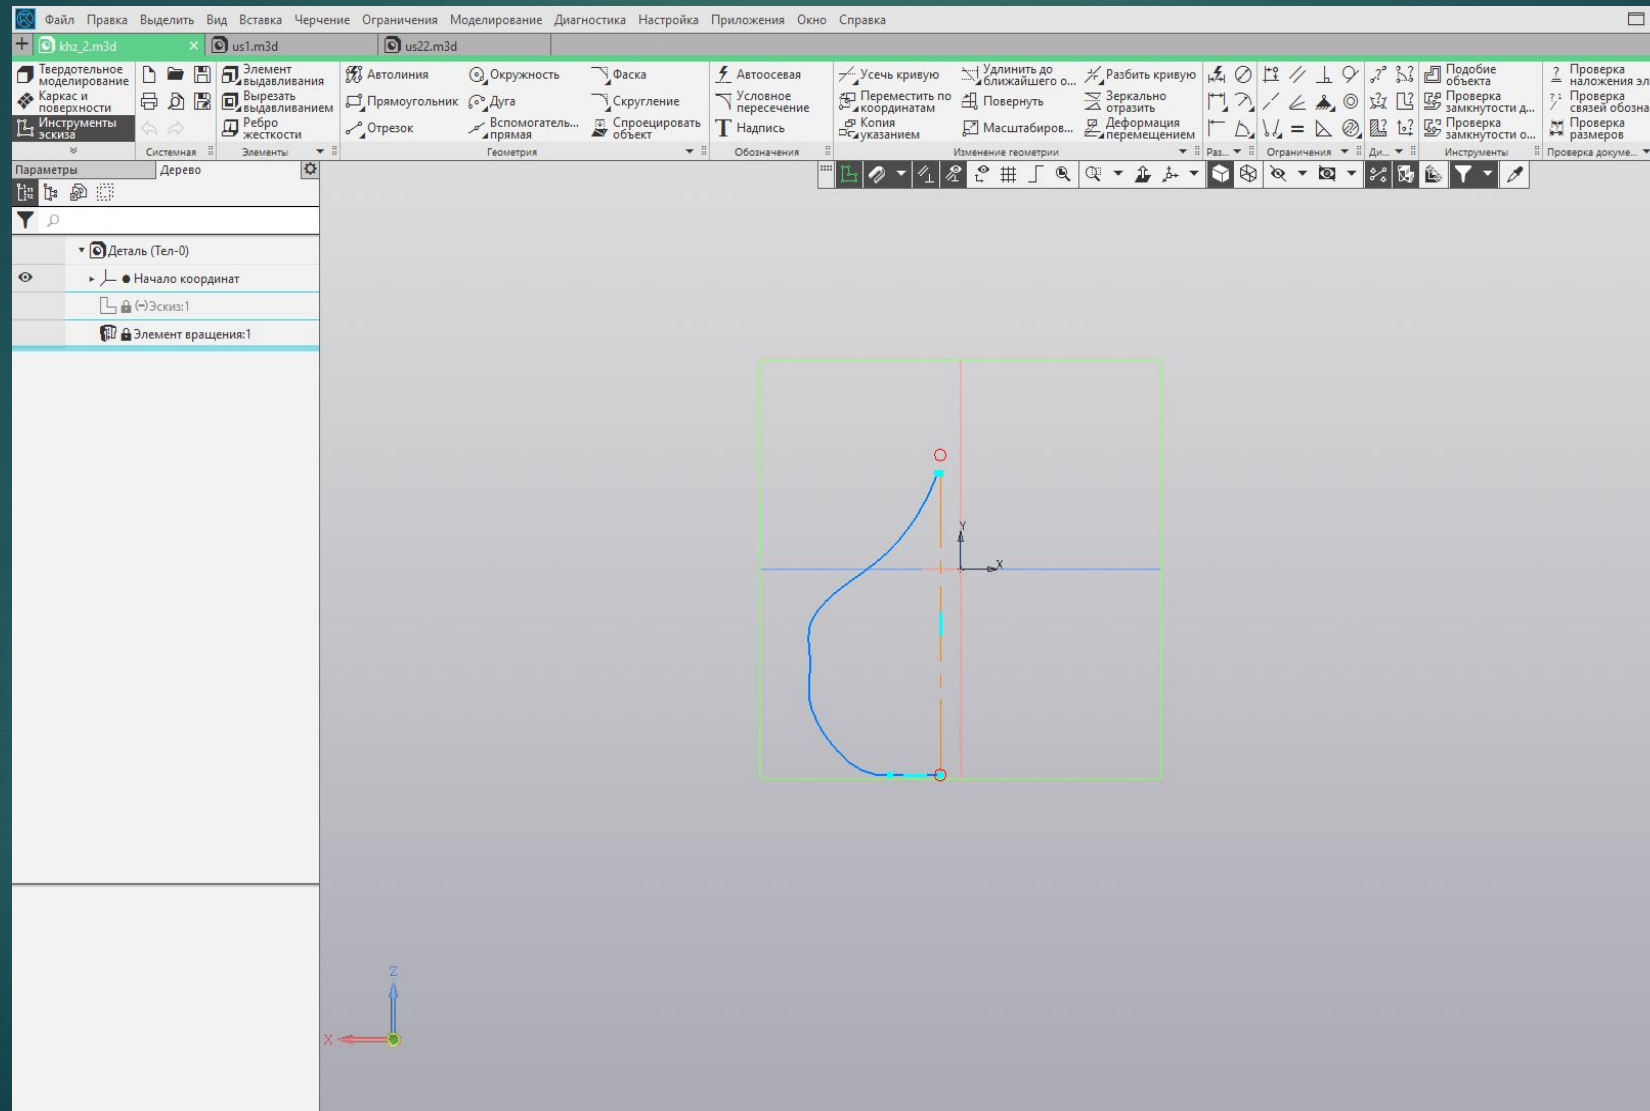 Файл Правка Выделить Вид Вставка Черчение Ограничения Моделирование Диагностика Настройка Приложения Окно Справка
khz_2.m3d us1.m3d us22.m3d
Твердотельное моделирование
Каркас и поверхности
Инструменты эскиза
Системная
Элемент выдавливания
Вырезать выдавливанием
Ребро жесткости
Элементы
Автолиния Окружность Фаска
Прямоугольник Дуга Скругление
Отрезок Вспомогатель... прямая Спроецировать объект
Геометрия
Автоосевая
Условное пересечение
Надпись
Обозначения
Усечь кривую Удлинить до ближайшего о... Разбить кривую
Переместить по координатам Повернуть Зеркально отразить
Копия указанием Масштабиров... Деформация перемещением
Изменение геометрии
Раз...
Ограничения
Ди...
Подобие объекта
Проверка замкнутости д...
Проверка замкнутости о...
Инструменты
Проверка наложения эл
Проверка связей обозна
Проверка размеров
Проверка докуме...
Параметры Дерево
Деталь (Тел-0)
Начало координат
(-)Эскиз:1
Элемент вращения:1
Y
X
Z
X